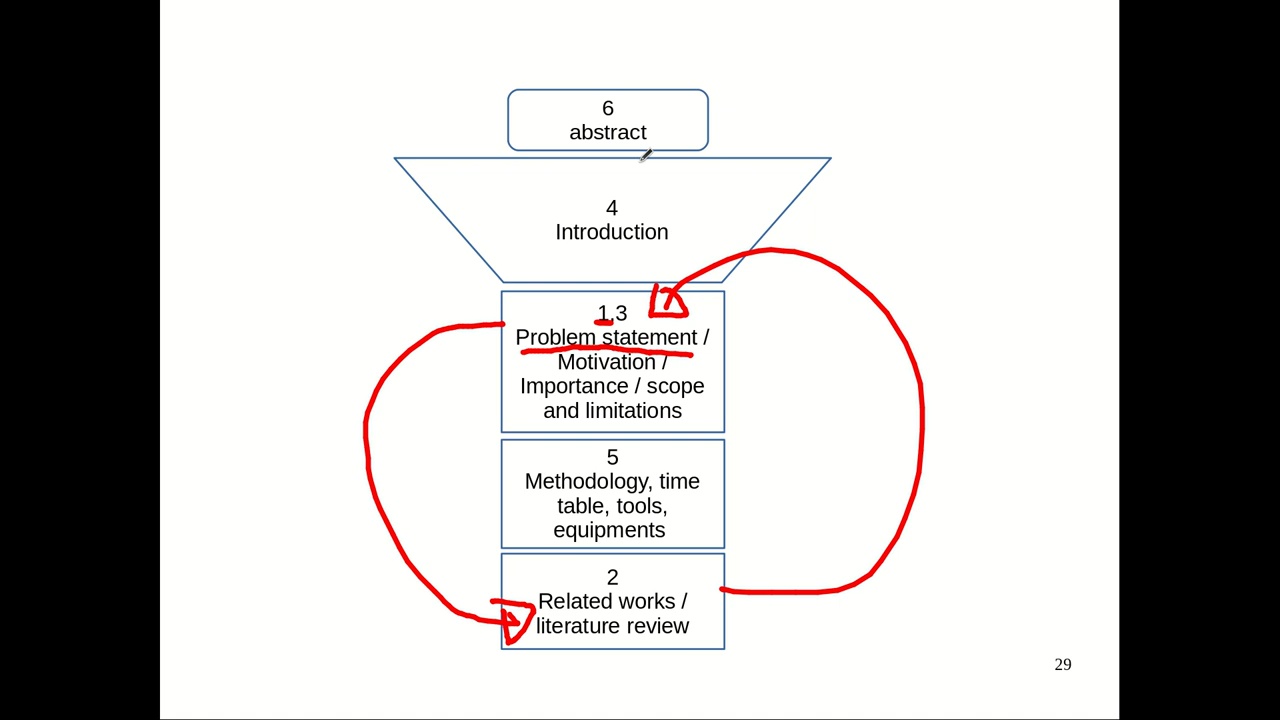 6
abstract
4
Introduction
1,3
Problem statement /
Motivation /
Importance / scope
and limitations
5
Methodology, time
table, tools,
equipments
2
Related works /
literature review
29